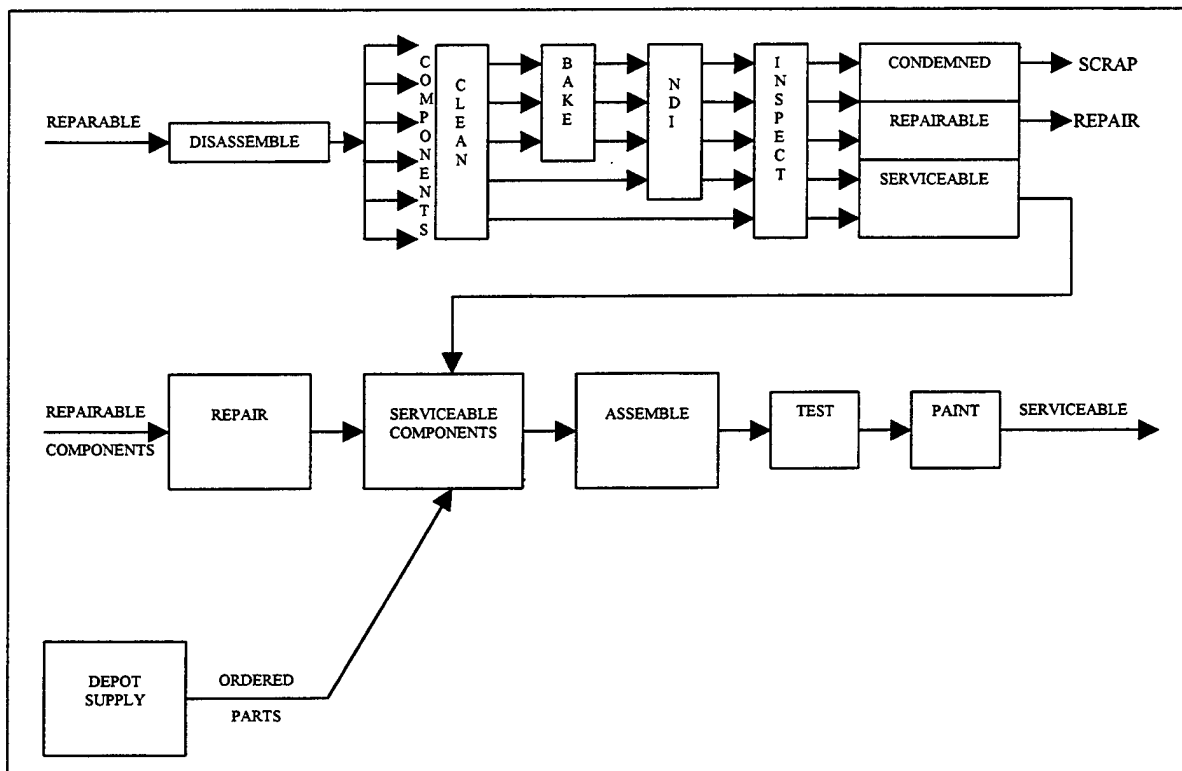 REPARABLE
DISASSEMBLE
COMPONENTS
CLEAN
BAKE
NDI
INSPECT
CONDEMNED
SCRAP
REPAIRABLE
REPAIR
SERVICEABLE
REPAIRABLE
COMPONENTS
REPAIR
SERVICEABLE
COMPONENTS
ASSEMBLE
TEST
PAINT
SERVICEABLE
DEPOT
SUPPLY
ORDERED
PARTS